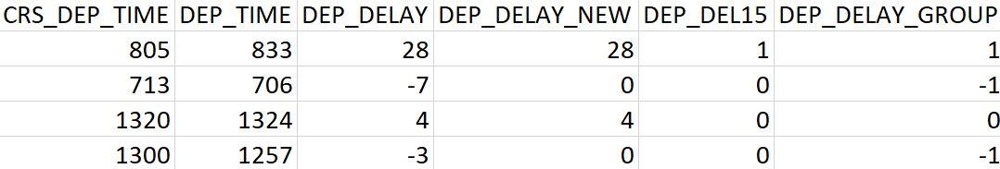 CRS_DEP_TIME DEP_TIME DEP_DELAY DEP_DELAY_NEW DEP_DEL15 DEP_DELAY_GROUP
805 833 28 28 1 1
713 706 -7 0 0 -1
1320 1324 4 4 0 0
1300 1257 -3 0 0 -1